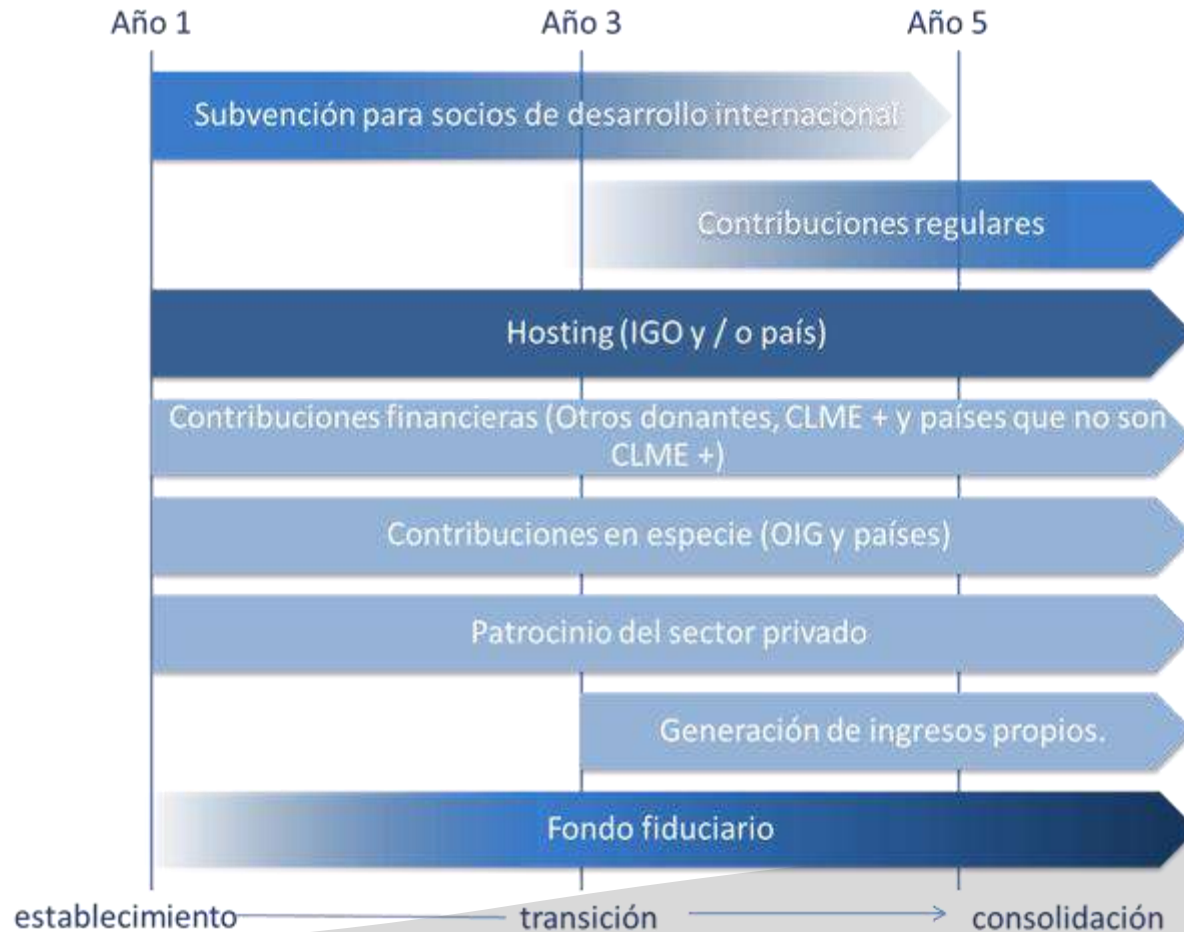 Año 1 Año 3 Año 5
Subvención para socios de desarrollo internacional
Contribuciones regulares
Hosting (IGO y / o país)
Contribuciones financieras (Otros donantes, CLME + y países que no son
CLME +)
Contribuciones en especie (OIG y países)
Patrocinio del sector privado
Generación de ingresos propios.
Fondo fiduciario
establecimiento transición consolidación